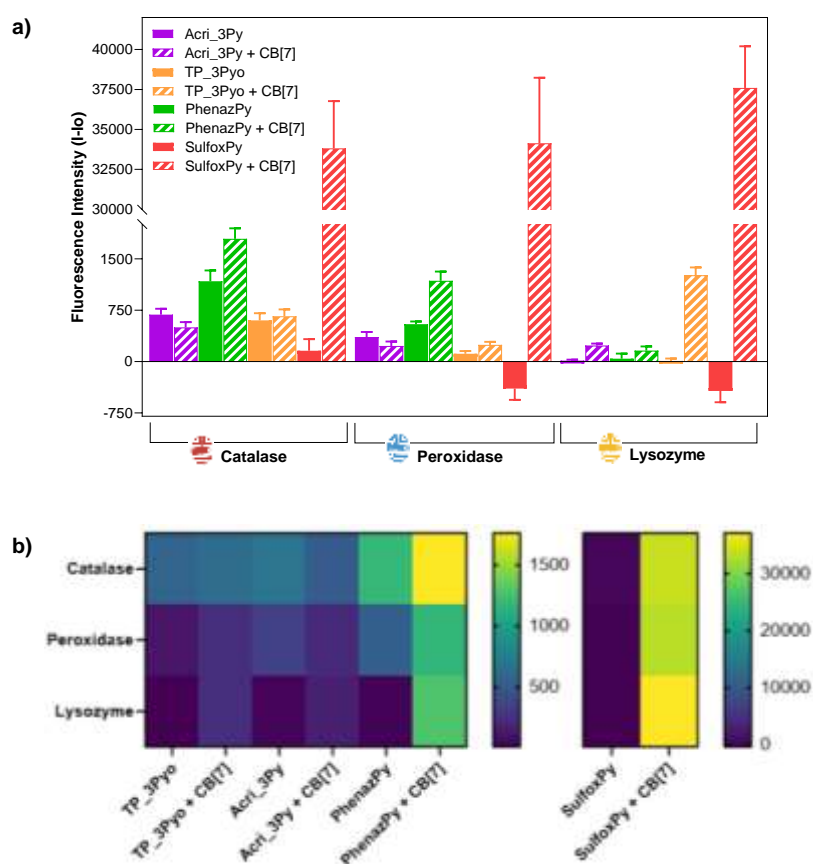 a)
Fluorescence Intensity (I-Io)
40000
37500
35000
32500
30000
1500
750
0
-750
Acri_3Py
Acri_3Py + CB[7]
TP_3Pyo
TP_3Pyo + CB[7]
PhenazPy
PhenazPy + CB[7]
SulfoxPy
SulfoxPy + CB[7]
Catalase
Peroxidase
Lysozyme
b)
Catalase
Peroxidase
Lysozyme
TP_3Pyo
TP_3Pyo + CB[7]
Acri_3Py
Acri_3Py + CB[7]
PhenazPy
PhenazPy + CB[7]
1500
1000
500
SulfoxPy
SulfoxPy + CB[7]
30000
20000
10000
0